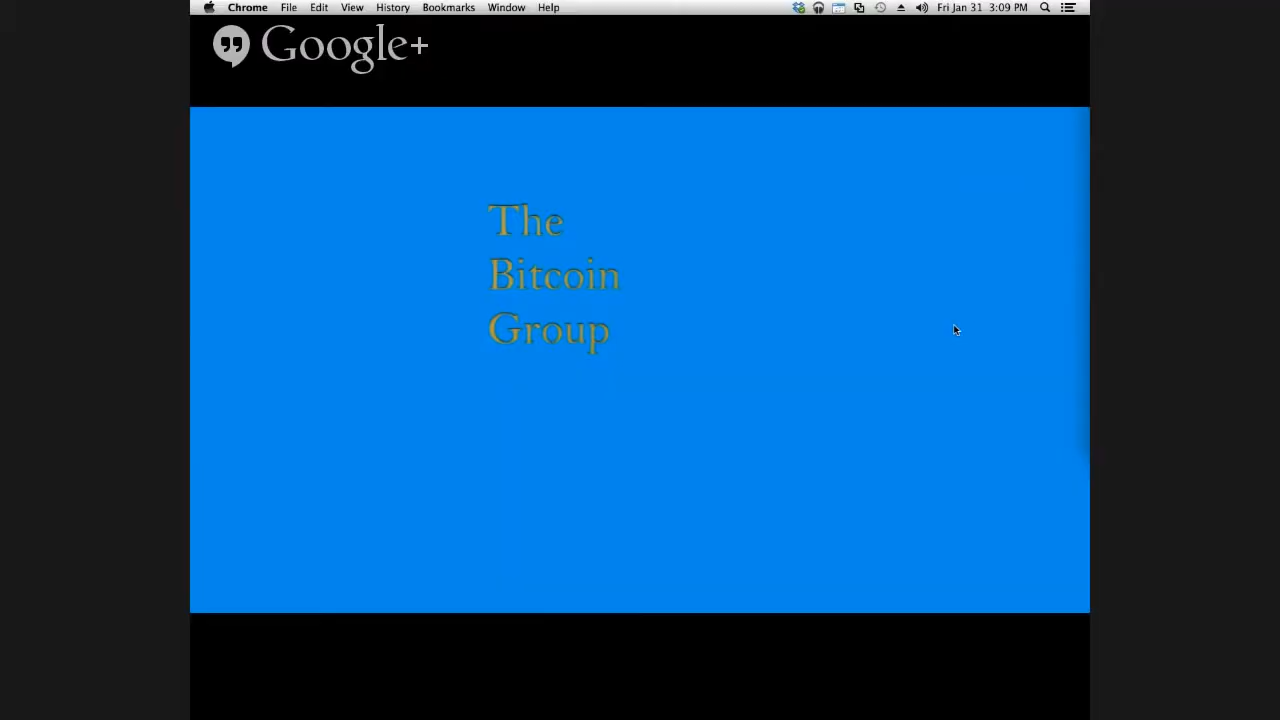 Chrome File Edit View History Bookmarks Window Help Fri Jan 31 3:09 PM
Google+
The
Bitcoin
Group